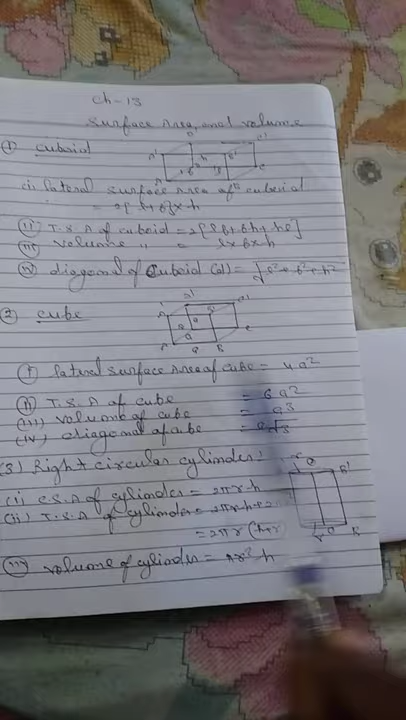 Ch-13
Surface Area and volume
① cuboid
(i) lateral surface Area of cuboid
= 2[l+b]×h
(ii) T.S.A of cuboid = 2[lb+bh+hl]
(iii) volume " = l×b×h
(iv) diagonal of Cuboid (d) = √l²+b²+h²
② cube
(i) lateral surface Area of cube = 4a²
(ii) T.S.A of cube = 6a²
(iii) volume of cube = a³
(iv) diagonal of cube = a√3
(3) Right circular cylinder:
(i) C.S.A of cylinder = 2πr h
(ii) T.S.A of cylinder = 2πrh+2
= 2πr (h+r
(iii) volume of cylinder = πr² h